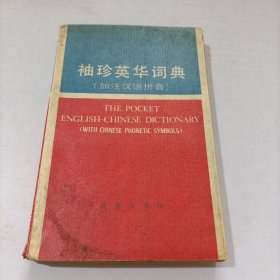 袖珍英华词典
(加注汉语拼音)
THE POCKET
ENGLISH-CHINESE DICTIONARY
(WITH CHINESE PHONETIC SYMBOLS)